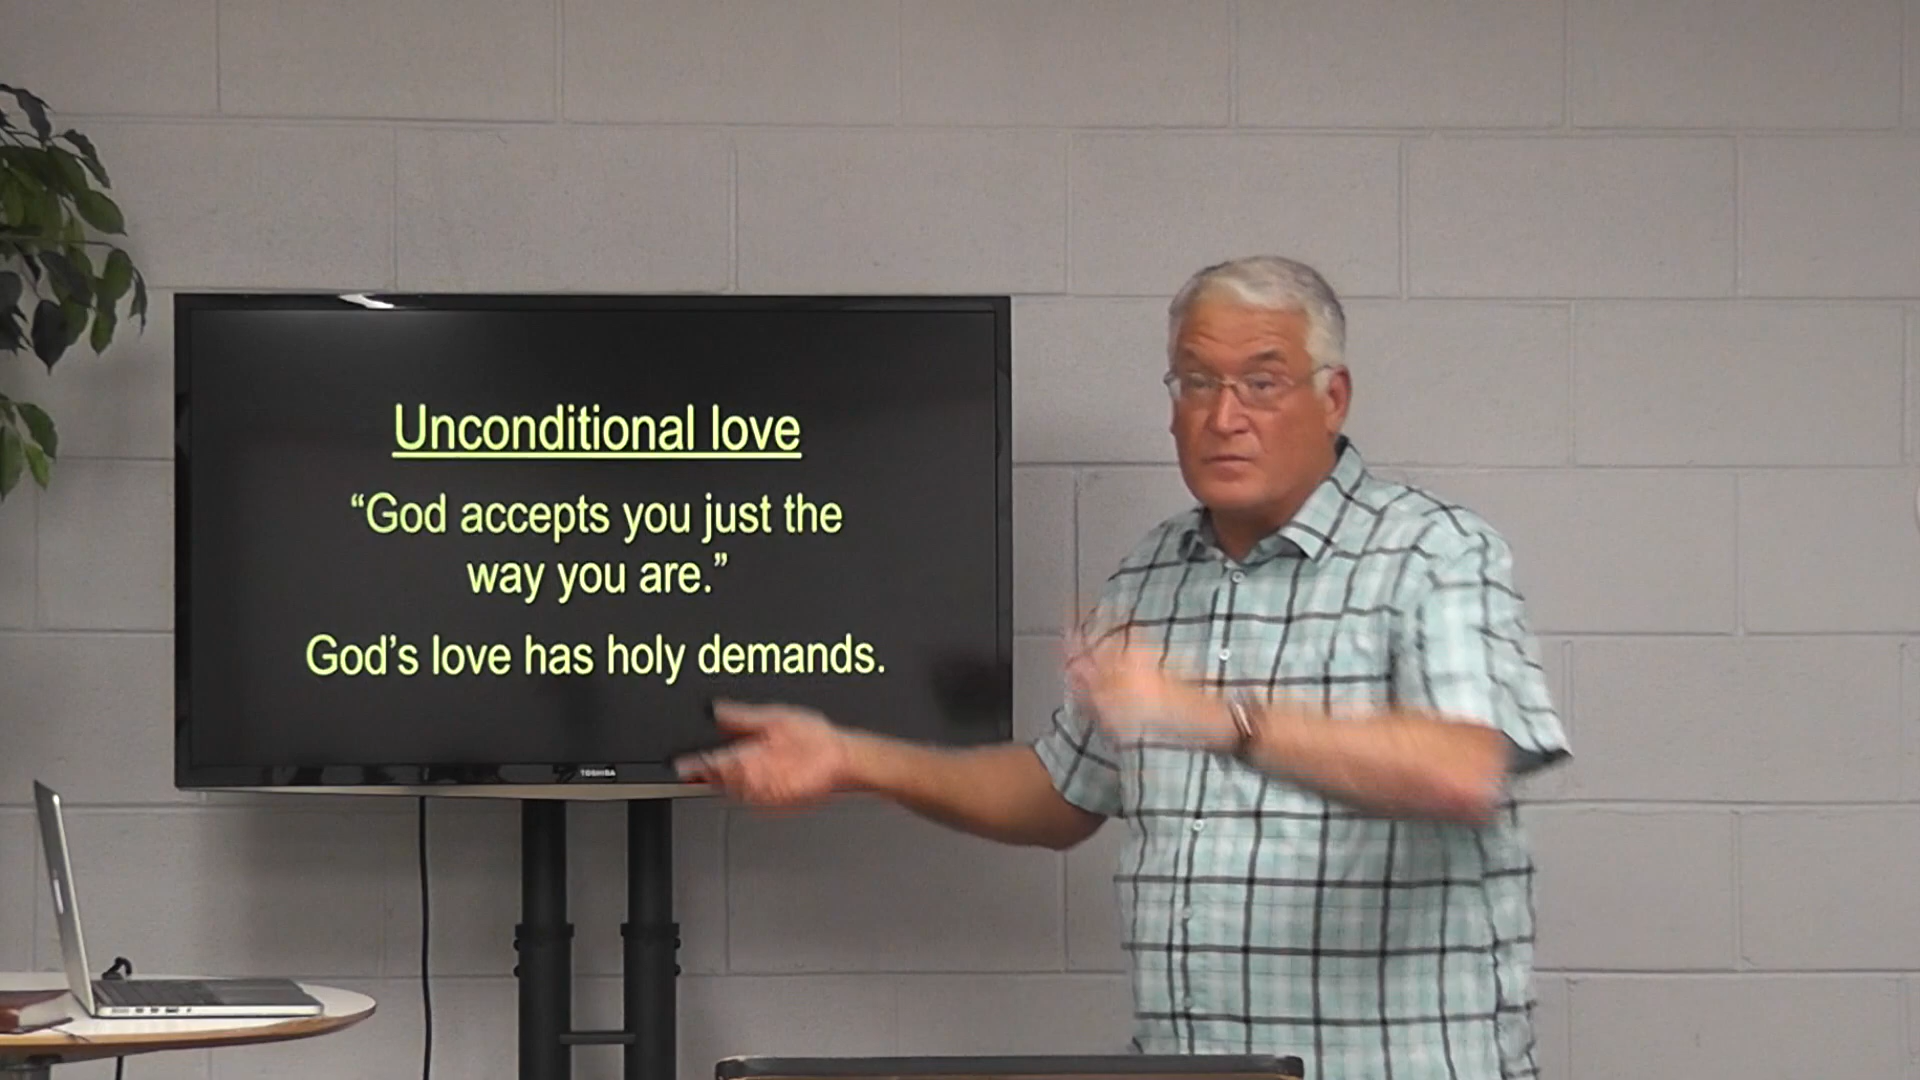 Unconditional love
“God accepts you just the
way you are.”
God’s love has holy demands.
TOSHIBA